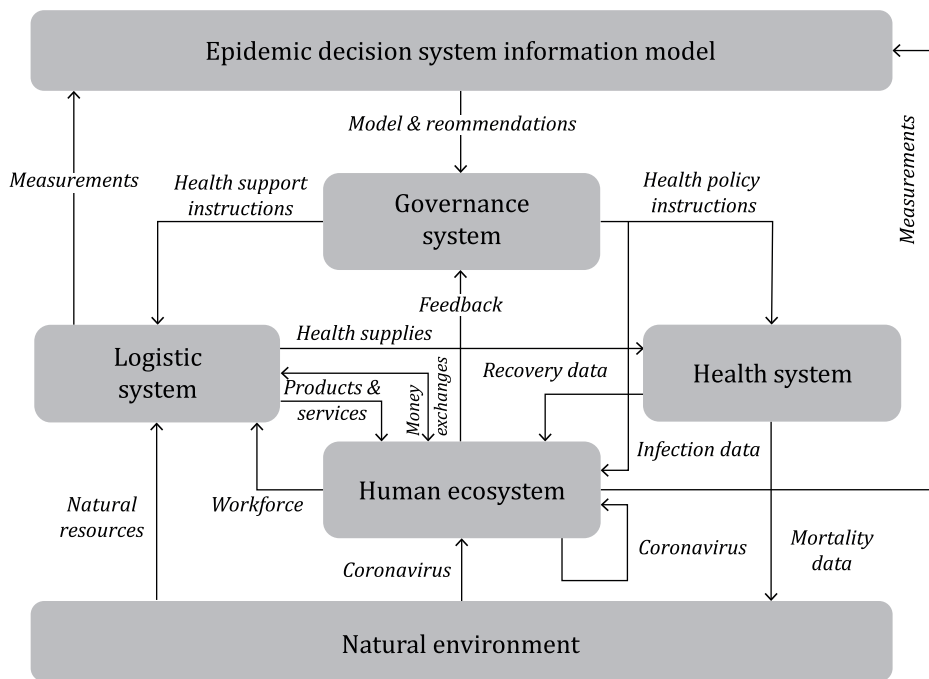 Epidemic decision system information model
Model & reommendations
Measurements
Measurements
Health support
instructions
Governance
system
Health policy
instructions
Feedback
Health supplies
Logistic
system
Health system
Recovery data
Products &
services
Money
exchanges
Infection data
Human ecosystem
Natural
resources
Workforce
Coronavirus
Coronavirus
Mortality
data
Natural environment